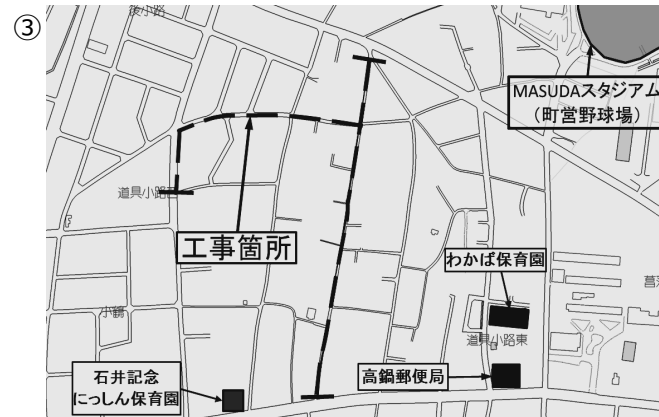 ③
後小路
MASUDAスタジアム
（町営野球場）
道具小路西
工事箇所
わかば保育園
小鶴
道具小路東
石井記念
にっしん保育園
高鍋郵便局